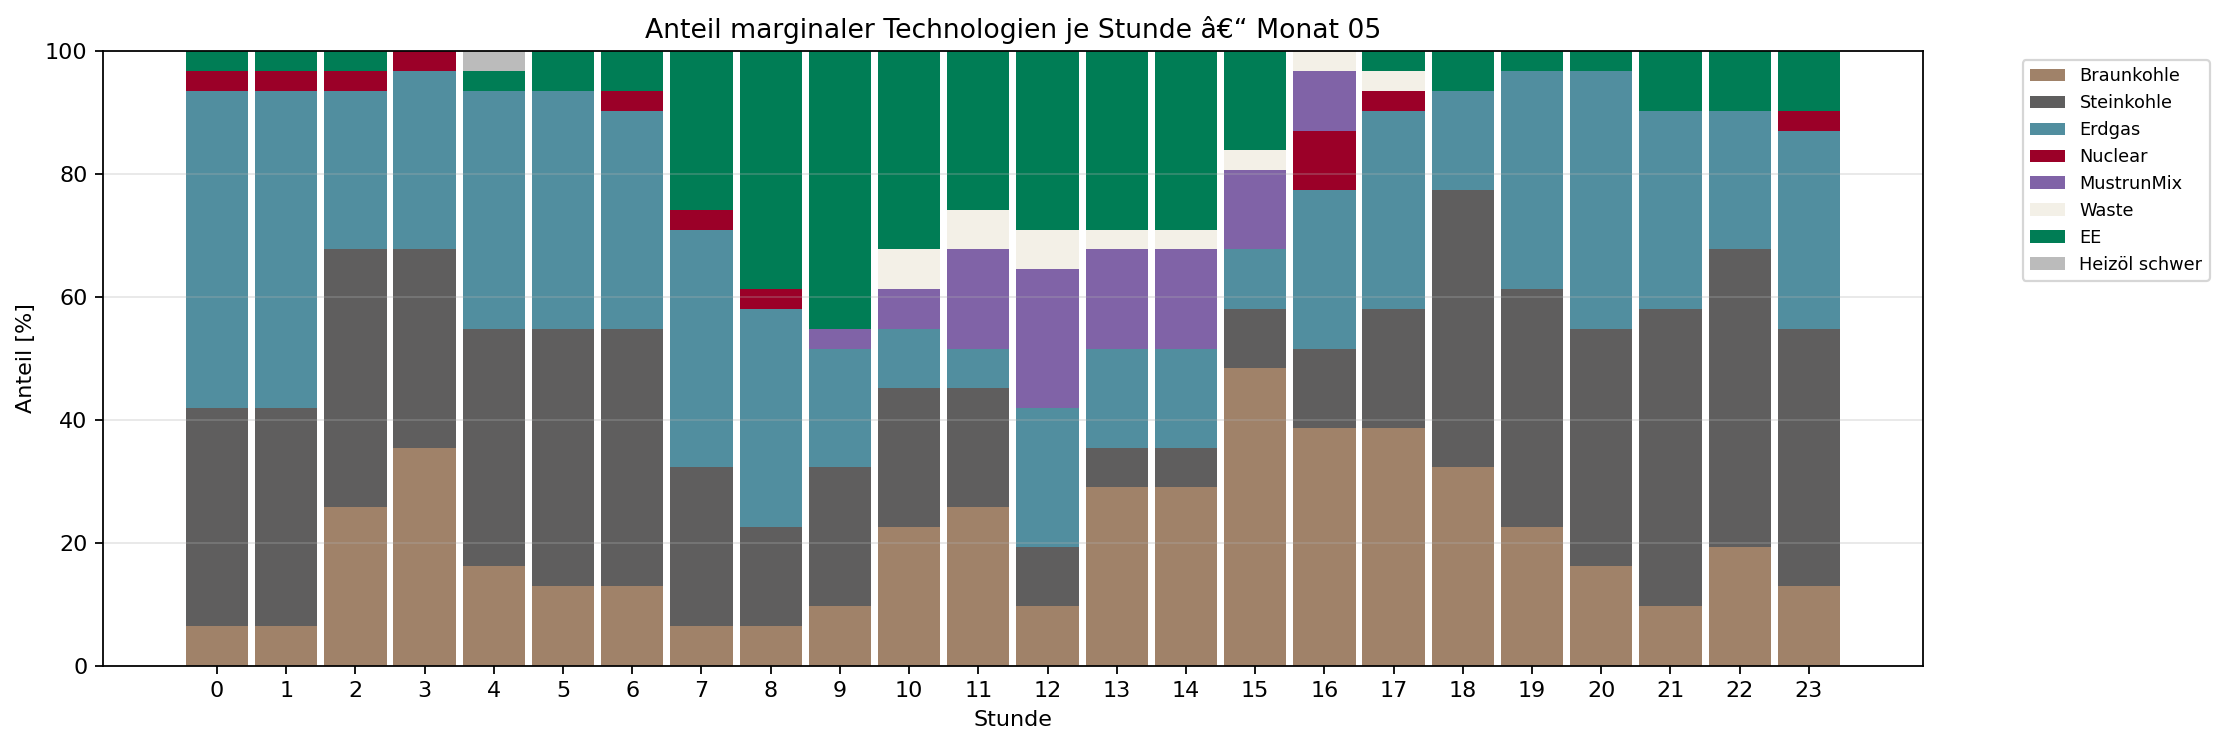 Anteil marginaler Technologien je Stunde â€“ Monat 05
Anteil [%]
100
80
60
40
20
0
0 1 2 3 4 5 6 7 8 9 10 11 12 13 14 15 16 17 18 19 20 21 22 23
Stunde
Braunkohle
Steinkohle
Erdgas
Nuclear
MustrunMix
Waste
EE
Heizöl schwer